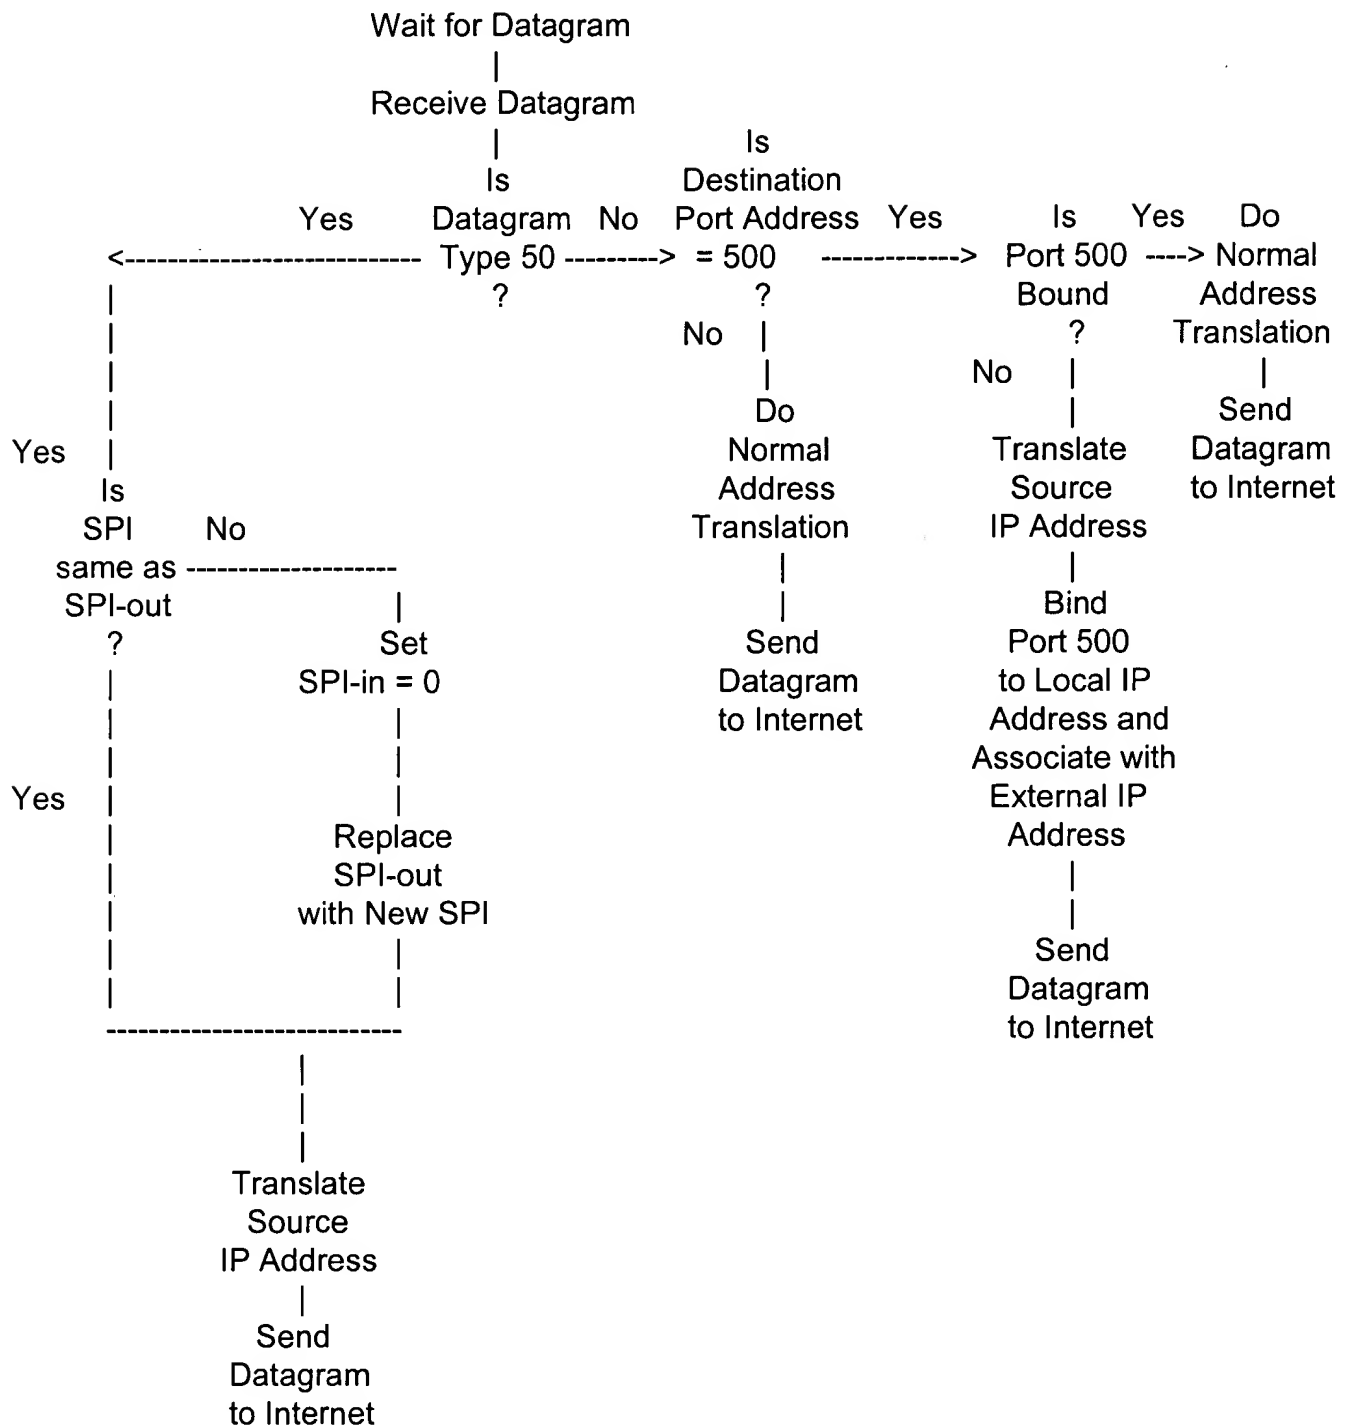 Wait for Datagram
|
Receive Datagram
|
Is
Datagram
Type 50
?
Yes
<----------------------------
No
--------->
Is
Destination
Port Address
= 500
?
Yes
------------->
Is
Port 500
Bound
?
Yes
---->
Do
Normal
Address
Translation
|
Send
Datagram
to Internet
No
|
|
Translate
Source
IP Address
|
Bind
Port 500
to Local IP
Address and
Associate with
External IP
Address
|
|
Send
Datagram
to Internet
No
|
|
Do
Normal
Address
Translation
|
|
Send
Datagram
to Internet
|
|
|
|
Yes |
Is
SPI
same as
SPI-out
?
No
--------------------
|
Set
SPI-in = 0
|
|
|
Replace
SPI-out
with New SPI
|
|
|
|
Yes |
|
|
|
|
|
----------------------------
|
|
|
Translate
Source
IP Address
|
Send
Datagram
to Internet